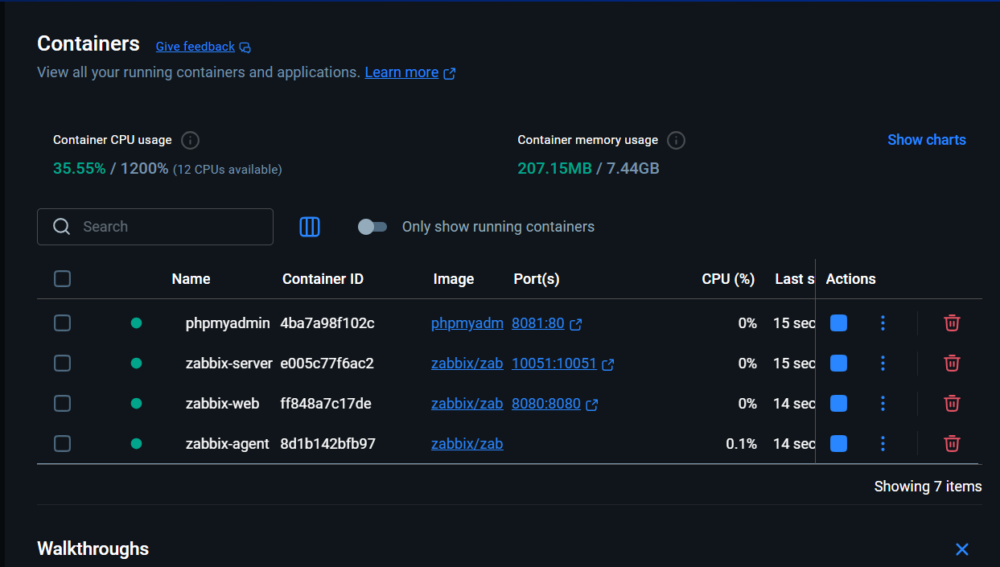 Containers Give feedback
View all your running containers and applications. Learn more
Container CPU usage Container memory usage Show charts
35.55% / 1200% (12 CPUs available) 207.15MB / 7.44GB
Search Only show running containers
Name Container ID Image Port(s) CPU (%) Last s Actions
phpmyadmin 4ba7a98f102c phpmyadm 8081:80 0% 15 sec
zabbix-server e005c77f6ac2 zabbix/zab 10051:10051 0% 15 sec
zabbix-web ff848a7c17de zabbix/zab 8080:8080 0% 14 sec
zabbix-agent 8d1b142bfb97 zabbix/zab 0.1% 14 sec
Showing 7 items
Walkthroughs